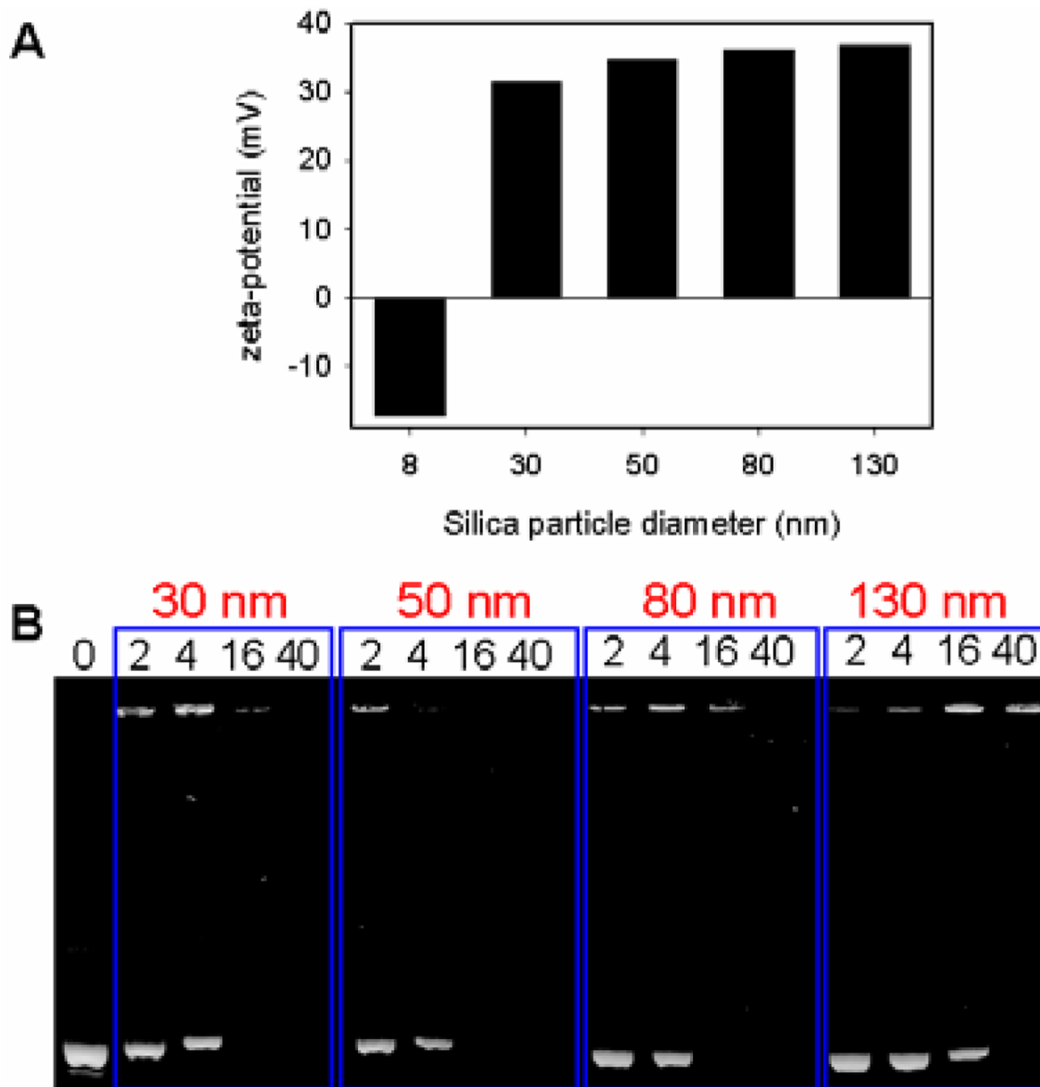 A
40
30
20
10
0
-10
zeta-potential (mV)
8 30 50 80 130
Silica particle diameter (nm)
B
30 nm 50 nm 80 nm 130 nm
0 2 4 16 40 2 4 16 40 2 4 16 40 2 4 16 40